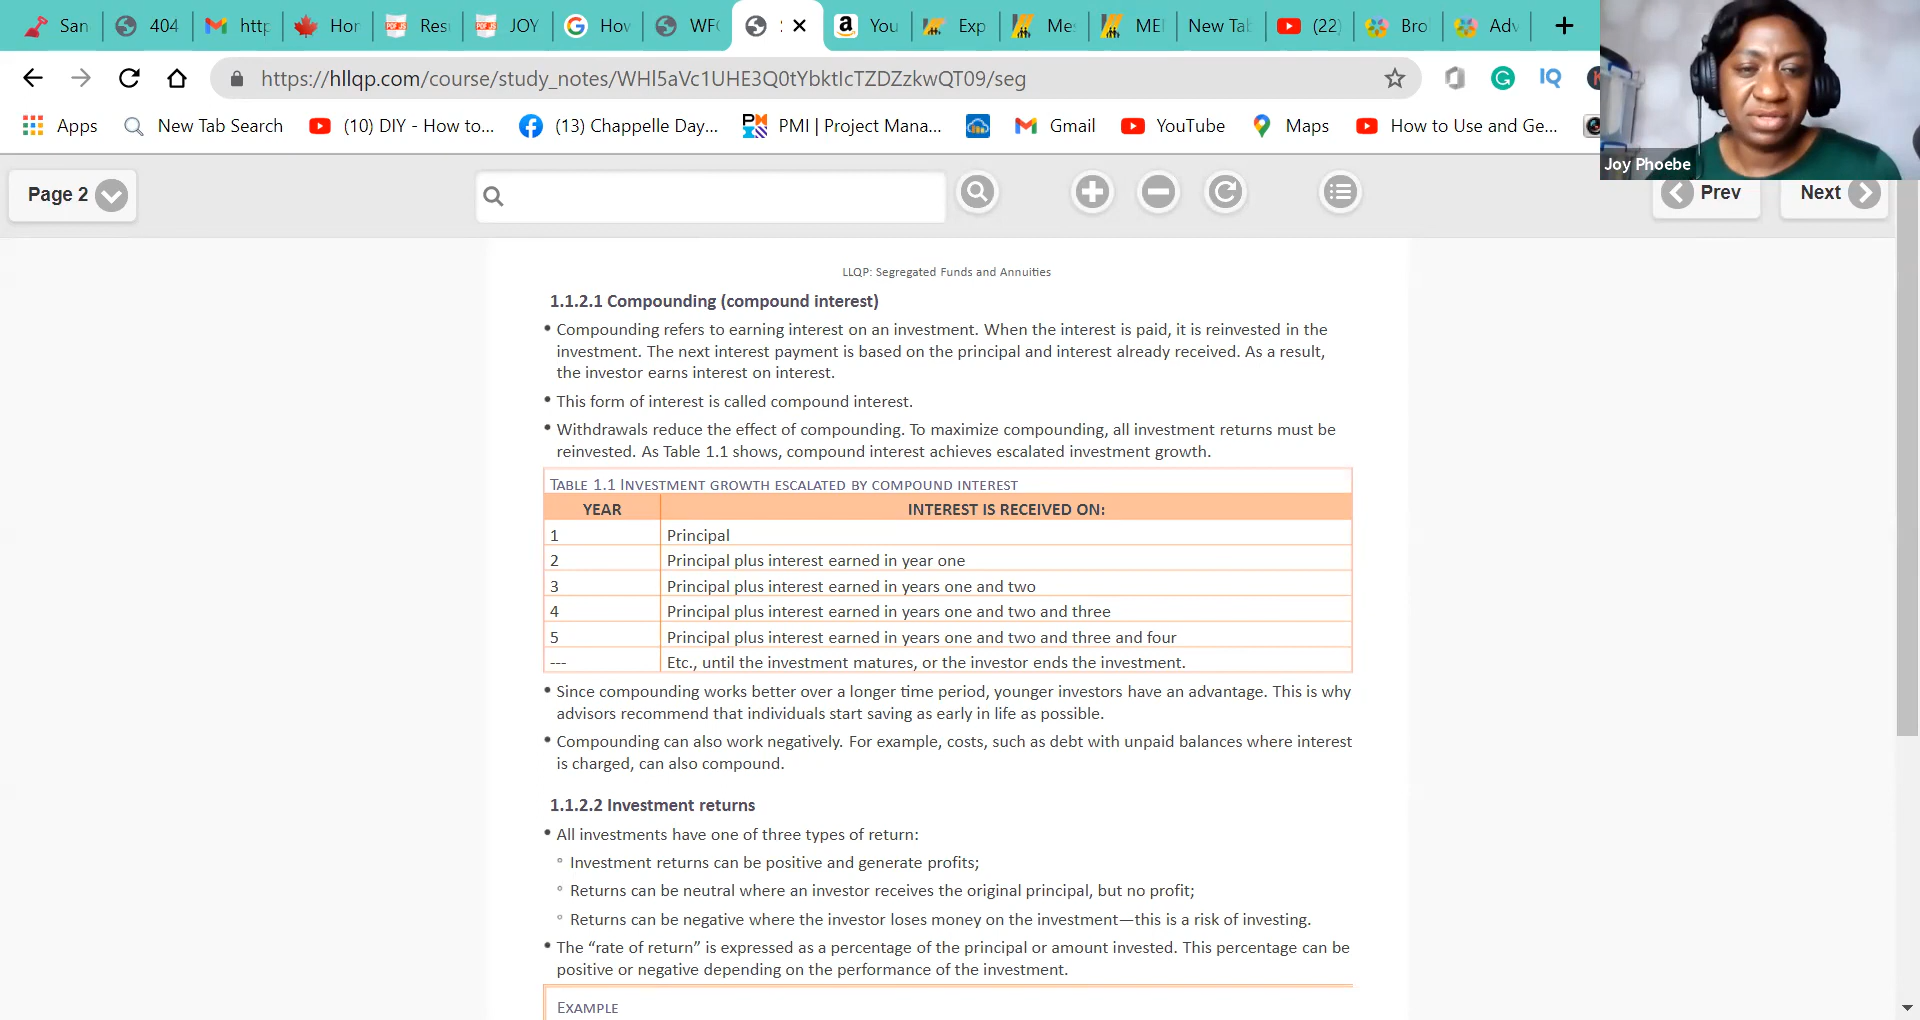 San
404
http
Hor
Res
JOY
Hov
WFG
You
Exp
Me
ME
New Tab
(22)
Bro
Adv
https://hllqp.com/course/study_notes/WHl5aVc1UHE3Q0tYbktIcTZDZzkwQT09/seg
Apps
New Tab Search
(10) DIY - How to...
(13) Chappelle Day...
PMI | Project Mana...
Gmail
YouTube
Maps
How to Use and Ge...
Joy Phoebe
Page 2
Prev
Next
LLQP: Segregated Funds and Annuities
1.1.2.1 Compounding (compound interest)
• Compounding refers to earning interest on an investment. When the interest is paid, it is reinvested in the
investment. The next interest payment is based on the principal and interest already received. As a result,
the investor earns interest on interest.
• This form of interest is called compound interest.
• Withdrawals reduce the effect of compounding. To maximize compounding, all investment returns must be
reinvested. As Table 1.1 shows, compound interest achieves escalated investment growth.
TABLE 1.1 INVESTMENT GROWTH ESCALATED BY COMPOUND INTEREST
YEAR INTEREST IS RECEIVED ON:
1 Principal
2 Principal plus interest earned in year one
3 Principal plus interest earned in years one and two
4 Principal plus interest earned in years one and two and three
5 Principal plus interest earned in years one and two and three and four
--- Etc., until the investment matures, or the investor ends the investment.
• Since compounding works better over a longer time period, younger investors have an advantage. This is why
advisors recommend that individuals start saving as early in life as possible.
• Compounding can also work negatively. For example, costs, such as debt with unpaid balances where interest
is charged, can also compound.
1.1.2.2 Investment returns
• All investments have one of three types of return:
° Investment returns can be positive and generate profits;
° Returns can be neutral where an investor receives the original principal, but no profit;
° Returns can be negative where the investor loses money on the investment—this is a risk of investing.
• The “rate of return” is expressed as a percentage of the principal or amount invested. This percentage can be
positive or negative depending on the performance of the investment.
EXAMPLE